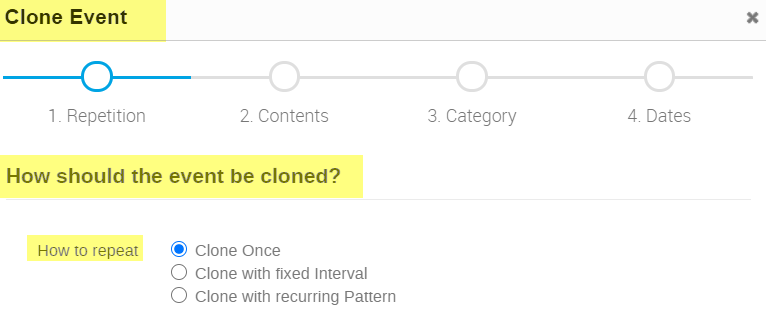 Clone Event
1. Repetition 2. Contents 3. Category 4. Dates
How should the event be cloned?
How to repeat Clone Once
Clone with fixed Interval
Clone with recurring Pattern